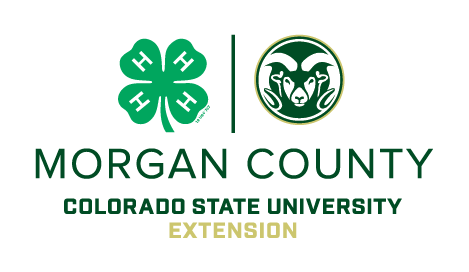 H H
H H
MORGAN COUNTY
COLORADO STATE UNIVERSITY
EXTENSION